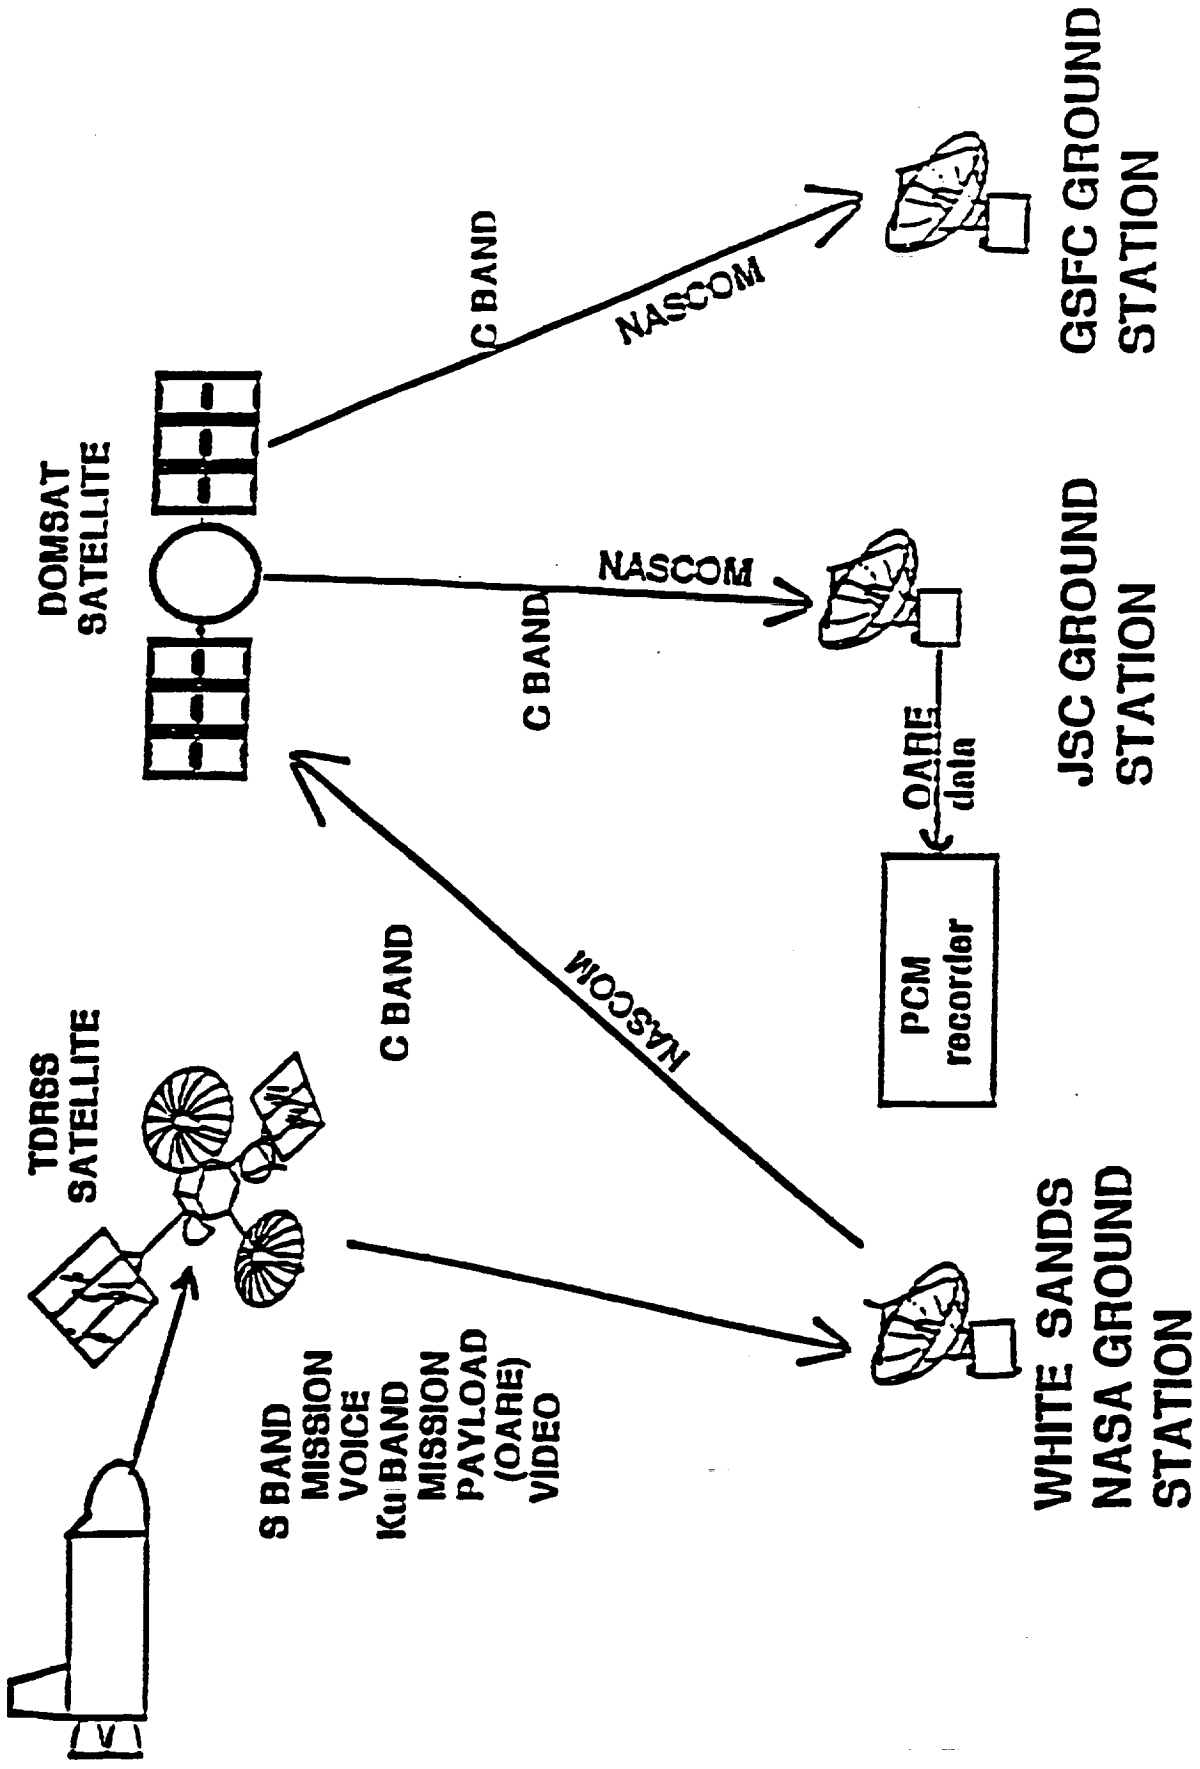 TDRSS
SATELLITE
DOMSAT
SATELLITE
S BAND
MISSION
VOICE
Ku BAND
MISSION
PAYLOAD
(OARE)
VIDEO
C BAND
NASCOM
C BAND
NASCOM
C BAND
NASCOM
PCM
recorder
OARE
data
WHITE SANDS
NASA GROUND
STATION
JSC GROUND
STATION
GSFC GROUND
STATION